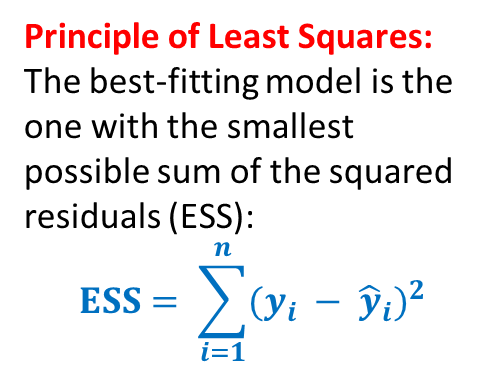 Principle of Least Squares:
The best-fitting model is the
one with the smallest
possible sum of the squared
residuals (ESS):
ESS = ∑ⁿᵢ₌₁ (yᵢ − ŷᵢ)²